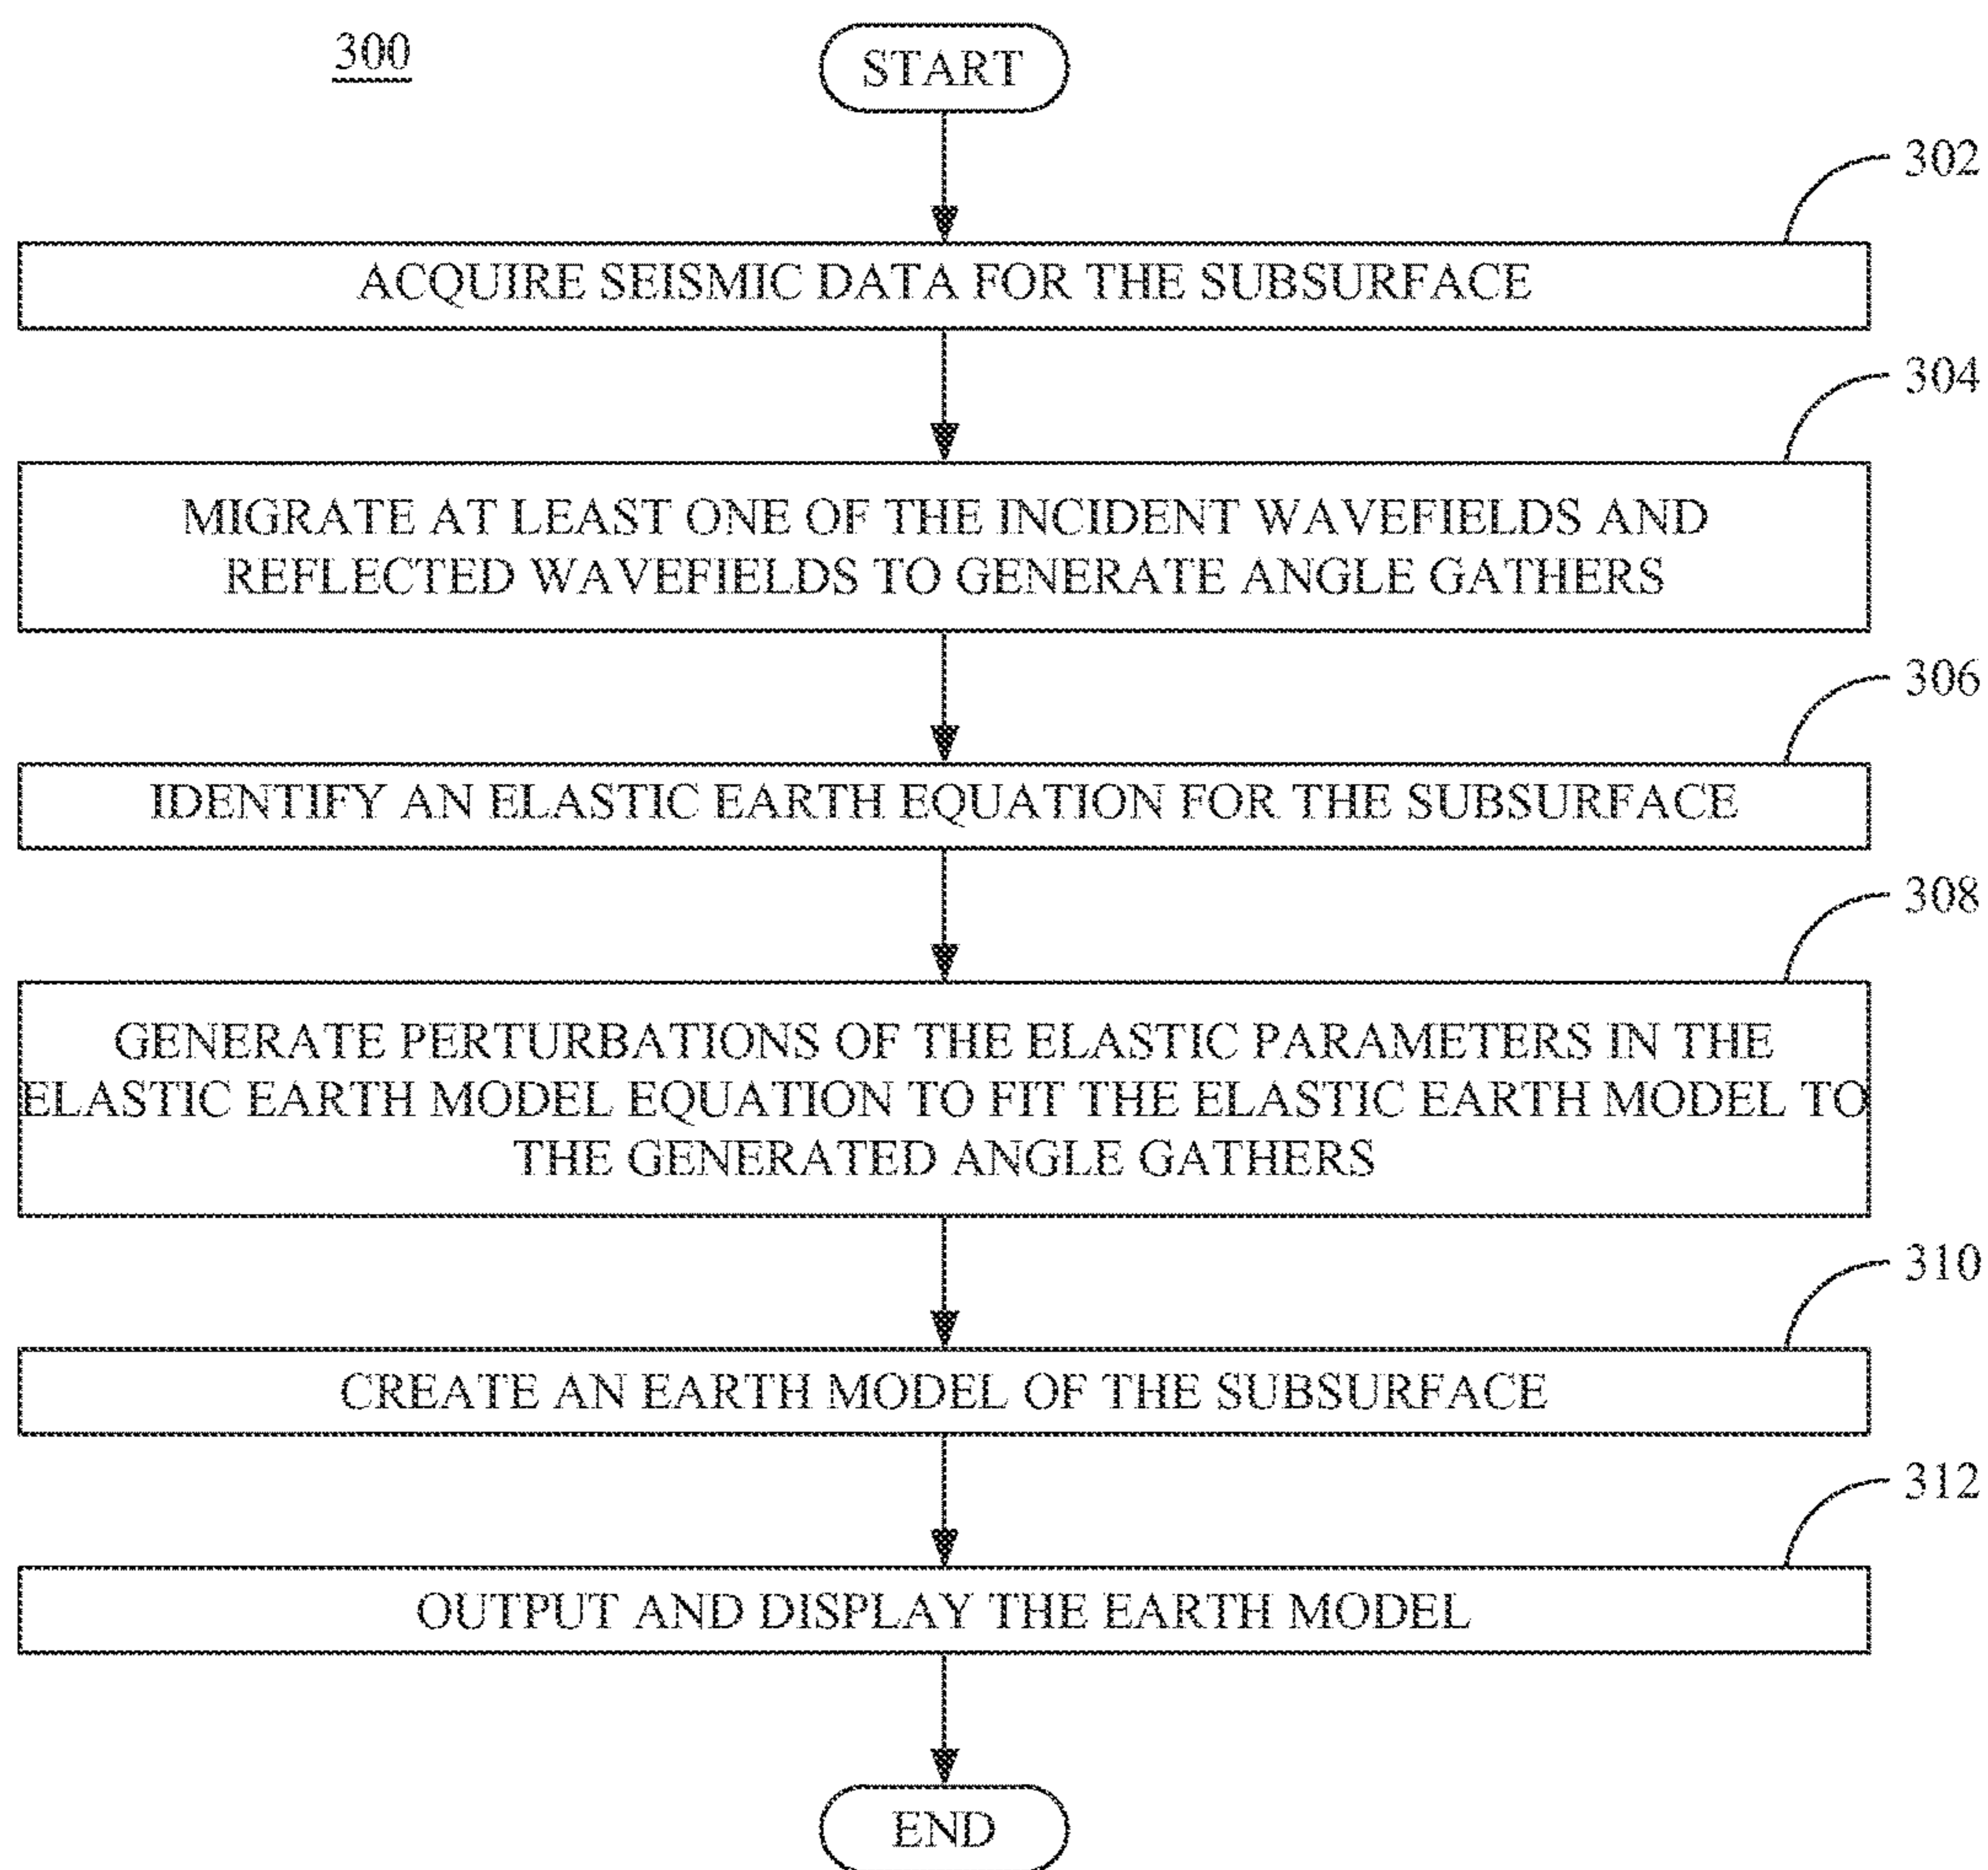 300
START
302
ACQUIRE SEISMIC DATA FOR THE SUBSURFACE
304
MIGRATE AT LEAST ONE OF THE INCIDENT WAVEFIELDS AND
REFLECTED WAVEFIELDS TO GENERATE ANGLE GATHERS
306
IDENTIFY AN ELASTIC EARTH EQUATION FOR THE SUBSURFACE
308
GENERATE PERTURBATIONS OF THE ELASTIC PARAMETERS IN THE
ELASTIC EARTH MODEL EQUATION TO FIT THE ELASTIC EARTH MODEL TO
THE GENERATED ANGLE GATHERS
310
CREATE AN EARTH MODEL OF THE SUBSURFACE
312
OUTPUT AND DISPLAY THE EARTH MODEL
END